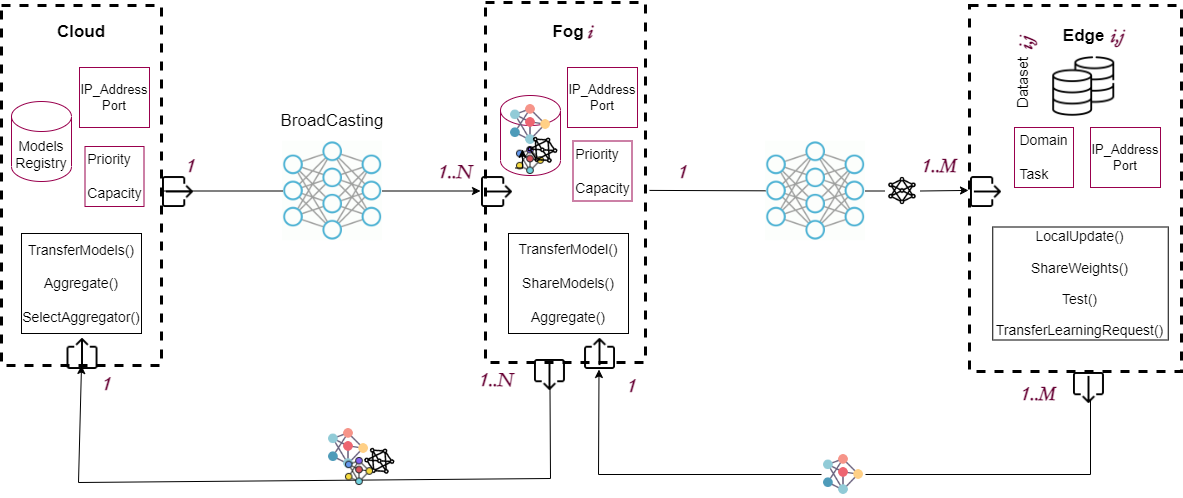 Cloud
IP_Address
Port
Models
Registry
Priority
Capacity
TransferModels()
Aggregate()
SelectAggregator()
1
BroadCasting
1..N
Fog i
IP_Address
Port
Priority
Capacity
TransferModel()
ShareModels()
Aggregate()
1
1..M
Edge i,j
Dataset i,j
Domain
Task
IP_Address
Port
LocalUpdate()
ShareWeights()
Test()
TransferLearningRequest()
1
1..N
1
1..M